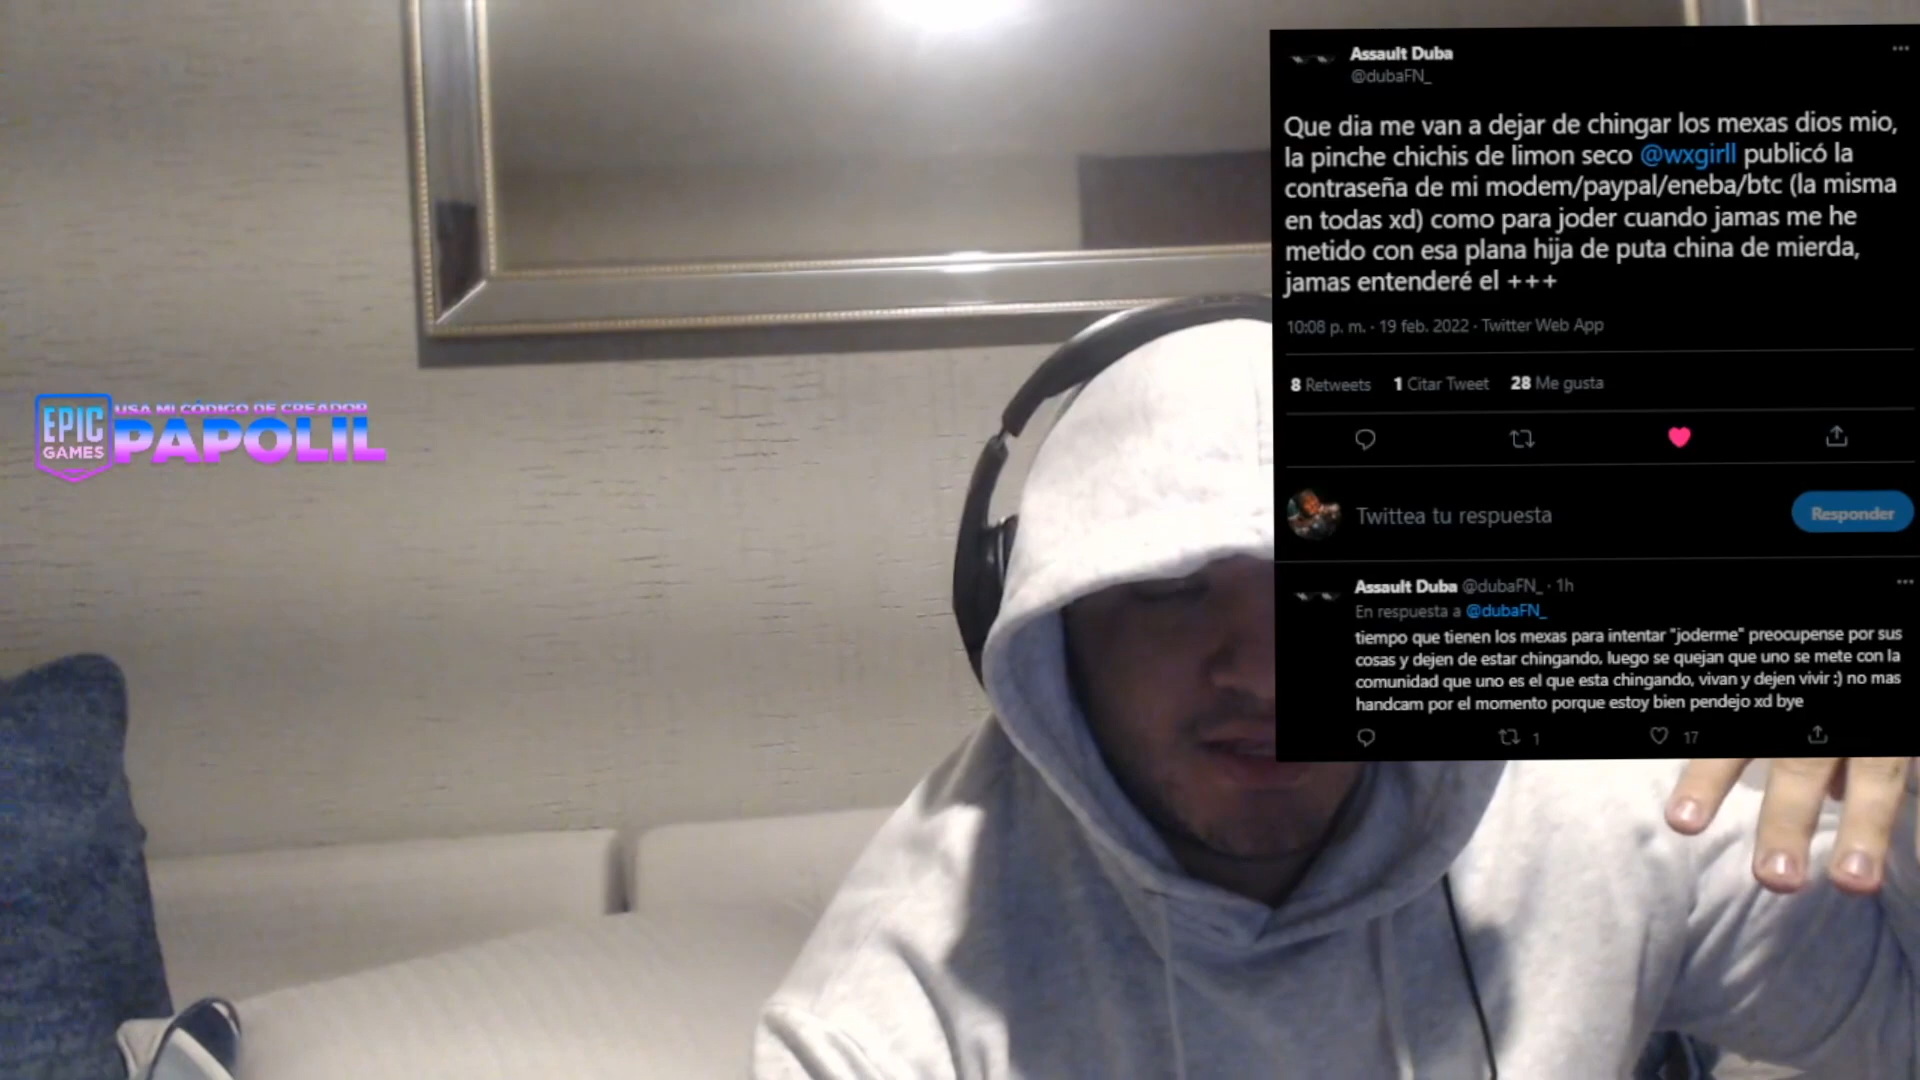 EPIC
GAMES
USA MI CÓDIGO DE CREADOR
PAPOLIL
Assault Duba
@dubaFN_
Que dia me van a dejar de chingar los mexas dios mio,
la pinche chichis de limon seco @wxgirll publicó la
contraseña de mi modem/paypal/eneba/btc (la misma
en todas xd) como para joder cuando jamas me he
metido con esa plana hija de puta china de mierda,
jamas entenderé el +++
10:08 p. m. · 19 feb. 2022 · Twitter Web App
8 Retweets 1 Citar Tweet 28 Me gusta
Twittea tu respuesta
Responder
Assault Duba @dubaFN_ · 1h
En respuesta a @dubaFN_
tiempo que tienen los mexas para intentar "joderme" preocupense por sus
cosas y dejen de estar chingando, luego se quejan que uno se mete con la
comunidad que uno es el que esta chingando, vivan y dejen vivir :) no mas
handcam por el momento porque estoy bien pendejo xd bye
1 17